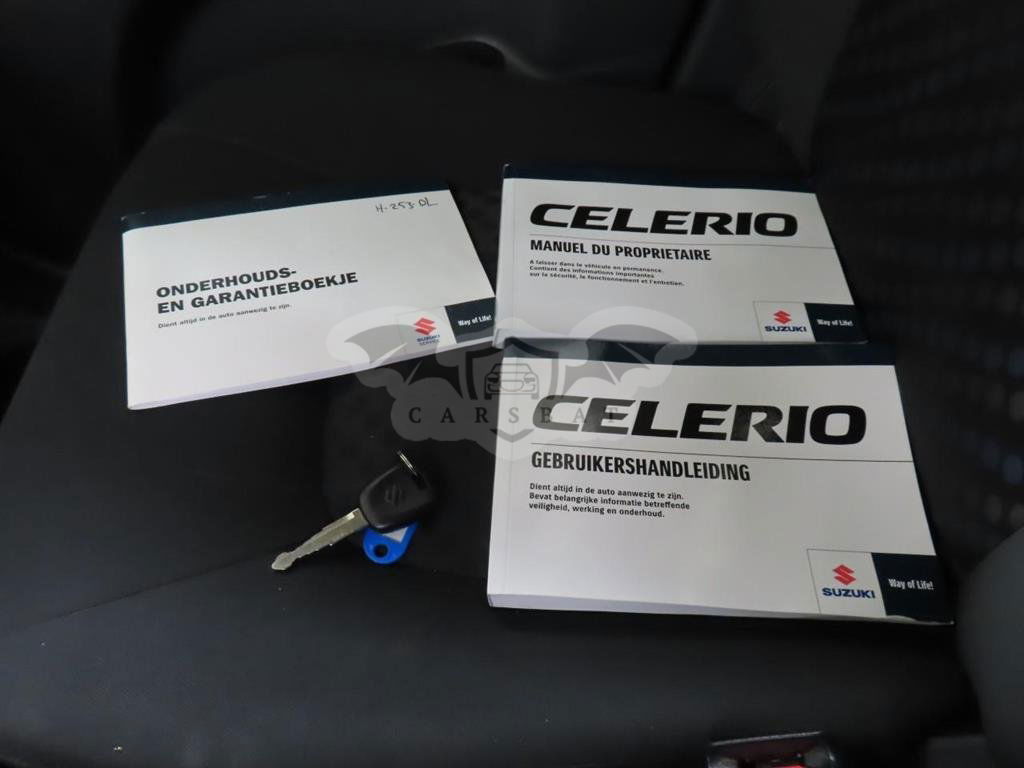 H-253-DL
ONDERHOUDS-
EN GARANTIEBOEKJE
Dient altijd in de auto aanwezig te zijn.
SUZUKI
SERVICE
Way of Life!
CELERIO
MANUEL DU PROPRIETAIRE
A laisser dans le véhicule en permanence.
Contient des informations importantes
sur la sécurité, le fonctionnement et l'entretien.
SUZUKI
Way of Life!
CARSFAT
CELERIO
GEBRUIKERSHANDLEIDING
Dient altijd in de auto aanwezig te zijn.
Bevat belangrijke informatie betreffende
veiligheid, werking en onderhoud.
SUZUKI
Way of Life!